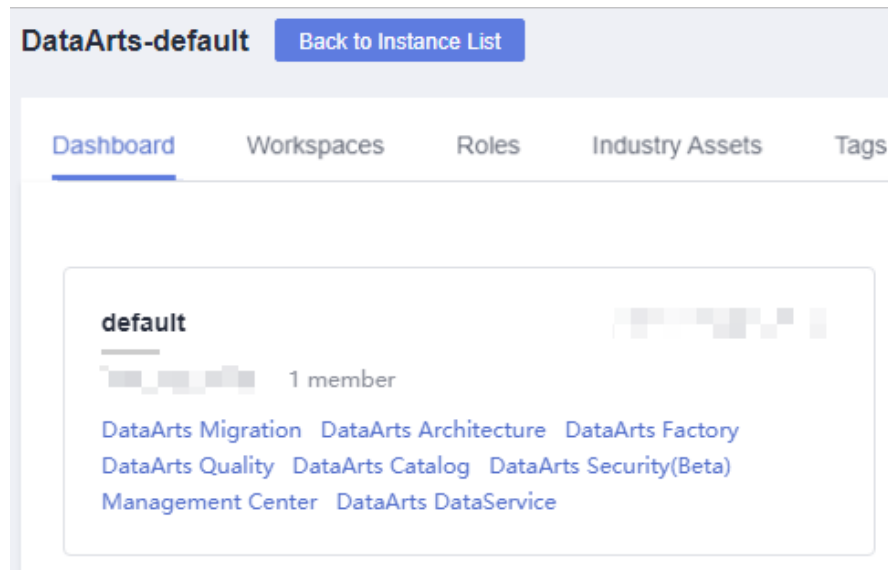 DataArts-default Back to Instance List
Dashboard Workspaces Roles Industry Assets Tags
default
1 member
DataArts Migration DataArts Architecture DataArts Factory
DataArts Quality DataArts Catalog DataArts Security(Beta)
Management Center DataArts DataService